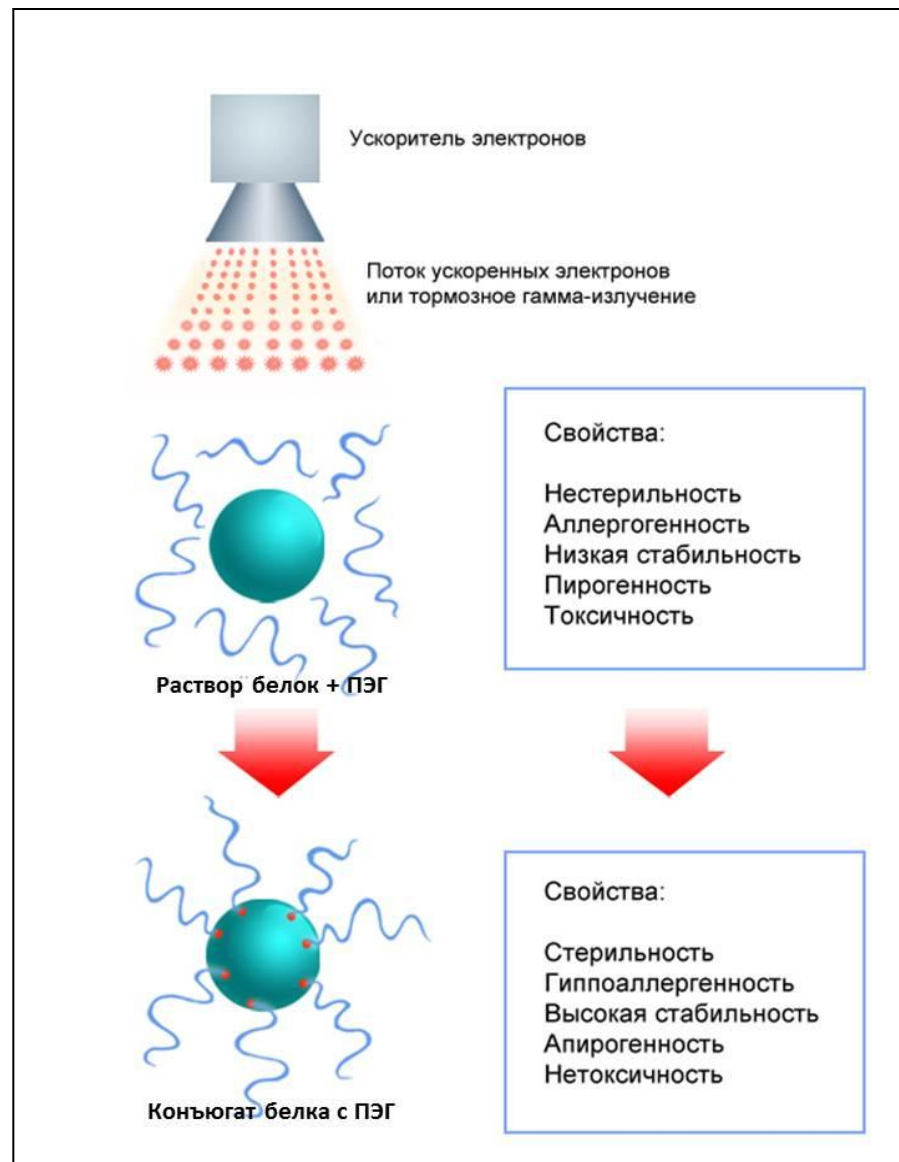 Ускоритель электронов
Поток ускоренных электронов
или тормозное гамма-излучение
Свойства:
Нестерильность
Аллергогенность
Низкая стабильность
Пирогенность
Токсичность
Раствор белок + ПЭГ
Свойства:
Стерильность
Гиппоаллергенность
Высокая стабильность
Апирогенность
Нетоксичность
Конъюгат белка с ПЭГ